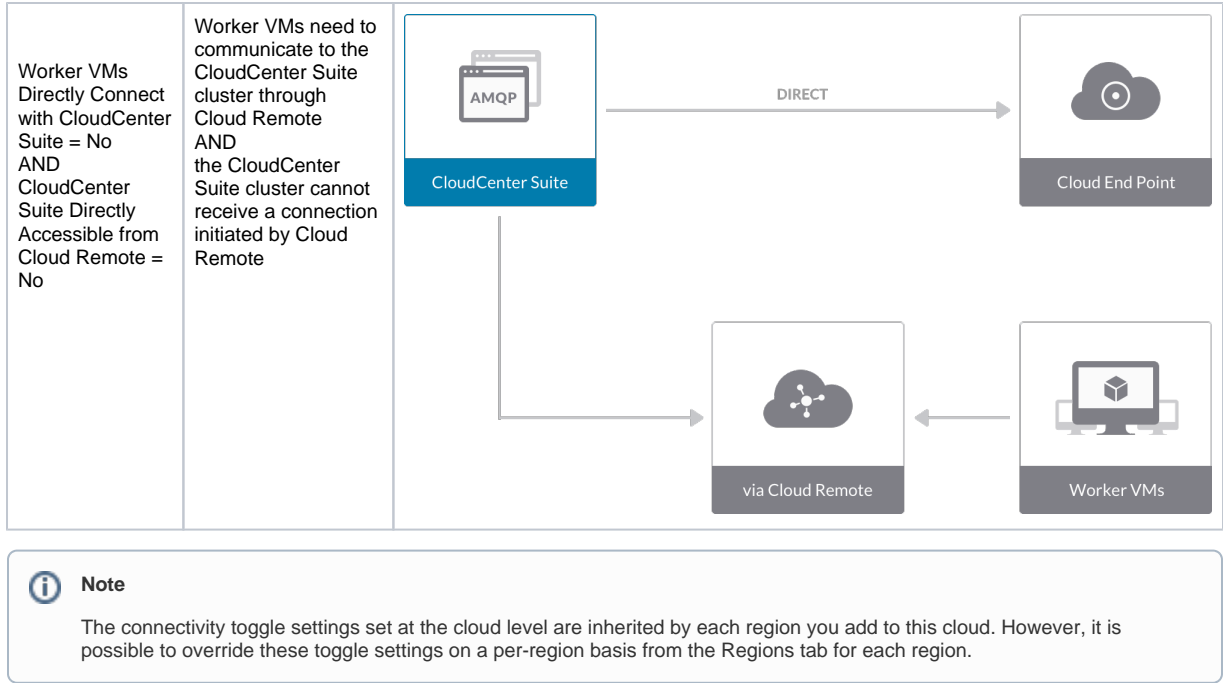 Worker VMs
Directly Connect
with CloudCenter
Suite = No
AND
CloudCenter
Suite Directly
Accessible from
Cloud Remote =
No
Worker VMs need to
communicate to the
CloudCenter Suite
cluster through
Cloud Remote
AND
the CloudCenter
Suite cluster cannot
receive a connection
initiated by Cloud
Remote
AMQP
CloudCenter Suite
DIRECT
Cloud End Point
via Cloud Remote
Worker VMs
Note
The connectivity toggle settings set at the cloud level are inherited by each region you add to this cloud. However, it is
possible to override these toggle settings on a per-region basis from the Regions tab for each region.